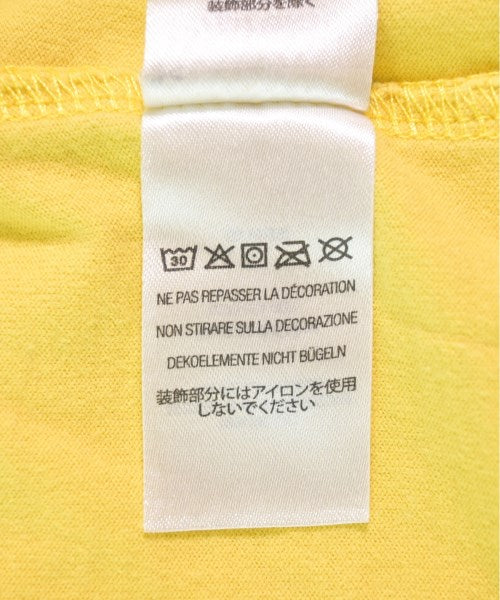 装飾部分を除く
30
NE PAS REPASSER LA DÉCORATION
NON STIRARE SULLA DECORAZIONE
DEKOELEMENTE NICHT BÜGELN
装飾部分にはアイロンを使用
しないでください